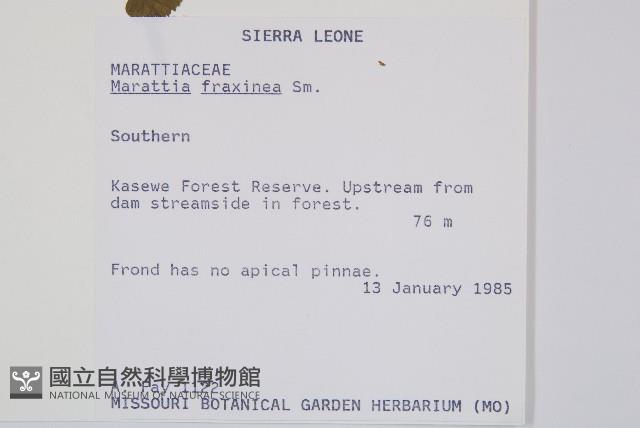 SIERRA LEONE
MARATTIACEAE
Marattia fraxinea Sm.
Southern
Kasewe Forest Reserve. Upstream from
dam streamside in forest.
76 m
Frond has no apical pinnae.
13 January 1985
國立自然科學博物館
Fay 1122
NATIONAL MUSEUM OF NATURAL SCIENCE
MISSOURI BOTANICAL GARDEN HERBARIUM (MO)